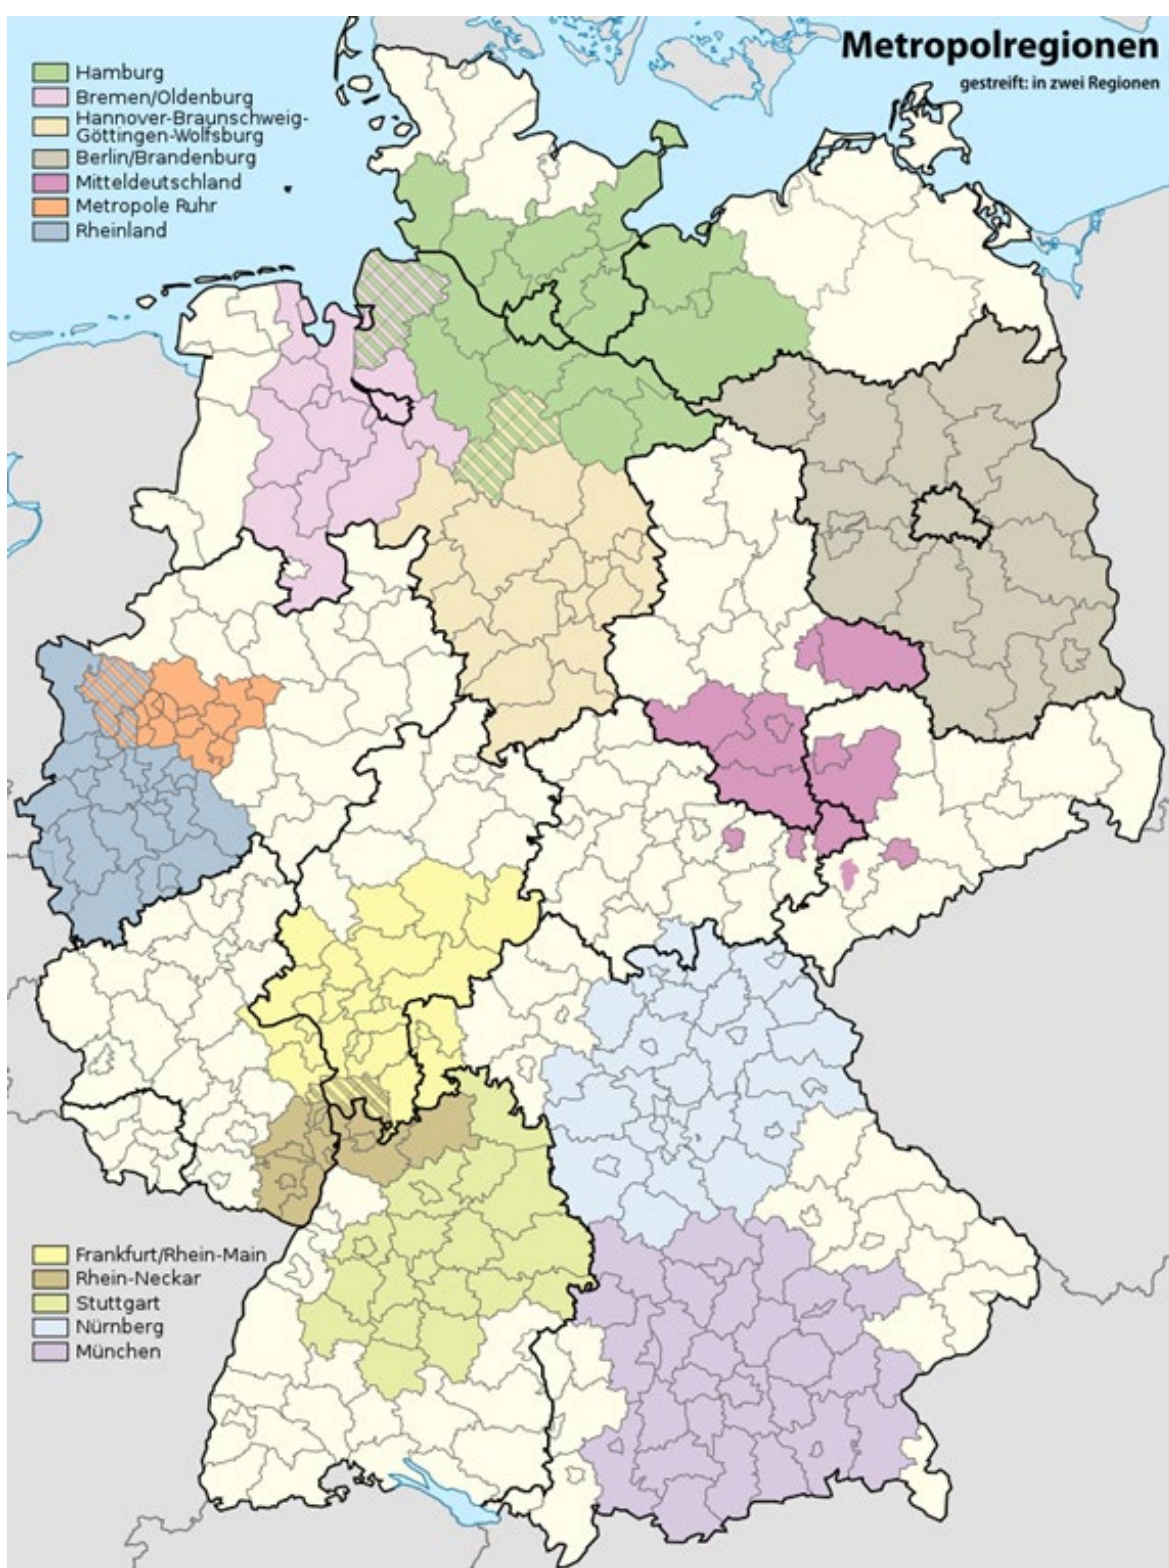 Metropolregionen
gestreift: in zwei Regionen
Hamburg
Bremen/Oldenburg
Hannover-Braunschweig-
Göttingen-Wolfsburg
Berlin/Brandenburg
Mitteldeutschland
Metropole Ruhr
Rheinland
Frankfurt/Rhein-Main
Rhein-Neckar
Stuttgart
Nürnberg
München